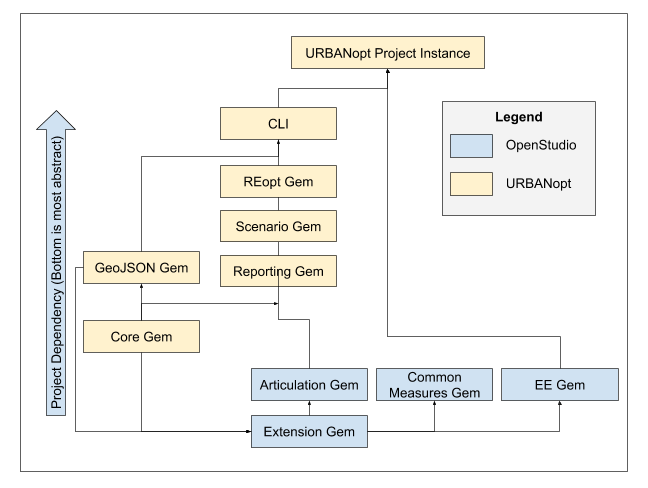 URBANopt Project Instance
CLI
Legend
OpenStudio
URBANopt
REopt Gem
Scenario Gem
GeoJSON Gem
Reporting Gem
Core Gem
Project Dependency (Bottom is most abstract)
Articulation Gem
Common
Measures Gem
EE Gem
Extension Gem